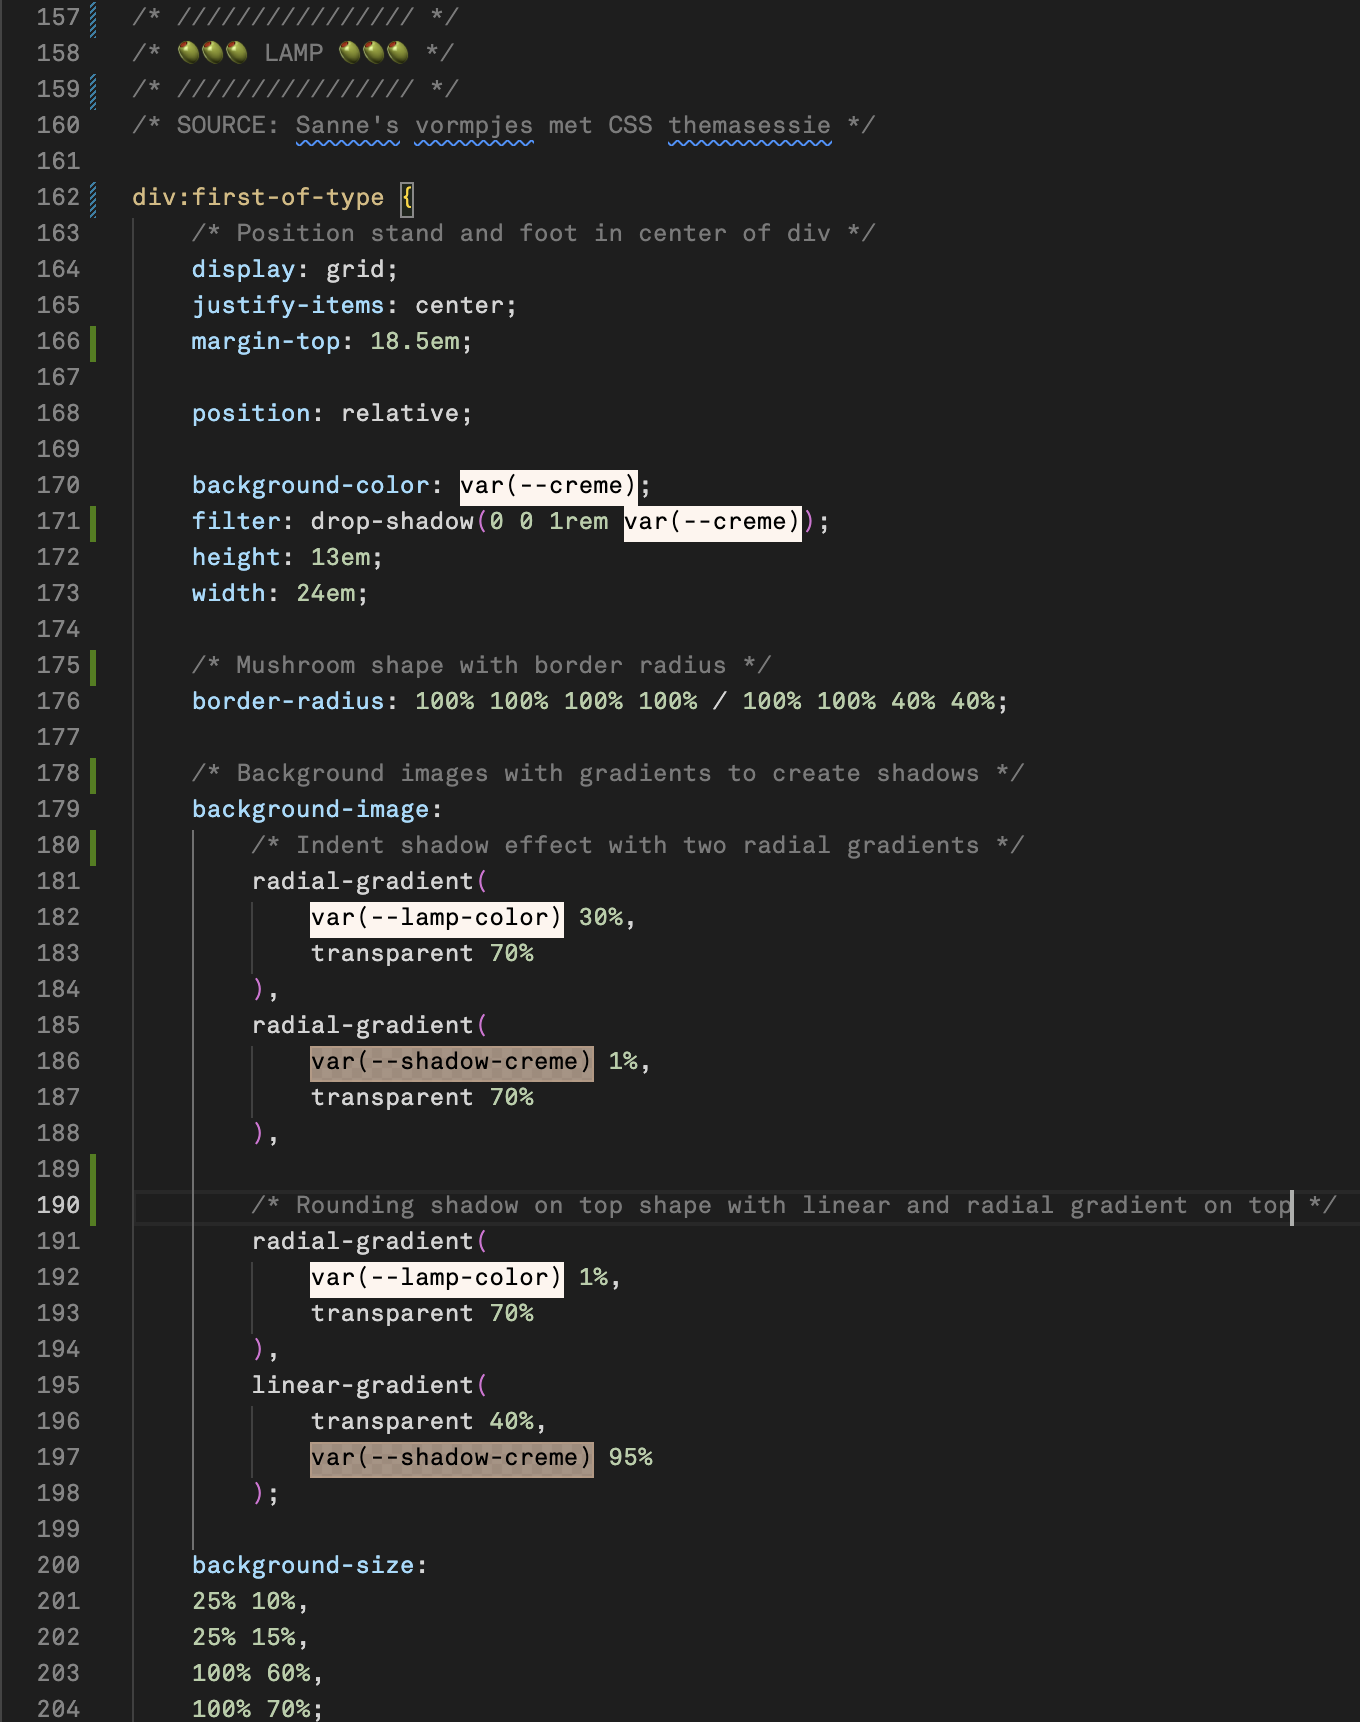 157 /* //////////////// */
158 /* 🫒🫒🫒 LAMP 🫒🫒🫒 */
159 /* //////////////// */
160 /* SOURCE: Sanne's vormpjes met CSS themasessie */
161
162 div:first-of-type {
163 /* Position stand and foot in center of div */
164 display: grid;
165 justify-items: center;
166 margin-top: 18.5em;
167
168 position: relative;
169
170 background-color: var(--creme);
171 filter: drop-shadow(0 0 1rem var(--creme));
172 height: 13em;
173 width: 24em;
174
175 /* Mushroom shape with border radius */
176 border-radius: 100% 100% 100% 100% / 100% 100% 40% 40%;
177
178 /* Background images with gradients to create shadows */
179 background-image:
180 /* Indent shadow effect with two radial gradients */
181 radial-gradient(
182 var(--lamp-color) 30%,
183 transparent 70%
184 ),
185 radial-gradient(
186 var(--shadow-creme) 1%,
187 transparent 70%
188 ),
189
190 /* Rounding shadow on top shape with linear and radial gradient on top */
191 radial-gradient(
192 var(--lamp-color) 1%,
193 transparent 70%
194 ),
195 linear-gradient(
196 transparent 40%,
197 var(--shadow-creme) 95%
198 );
199
200 background-size:
201 25% 10%,
202 25% 15%,
203 100% 60%,
204 100% 70%;